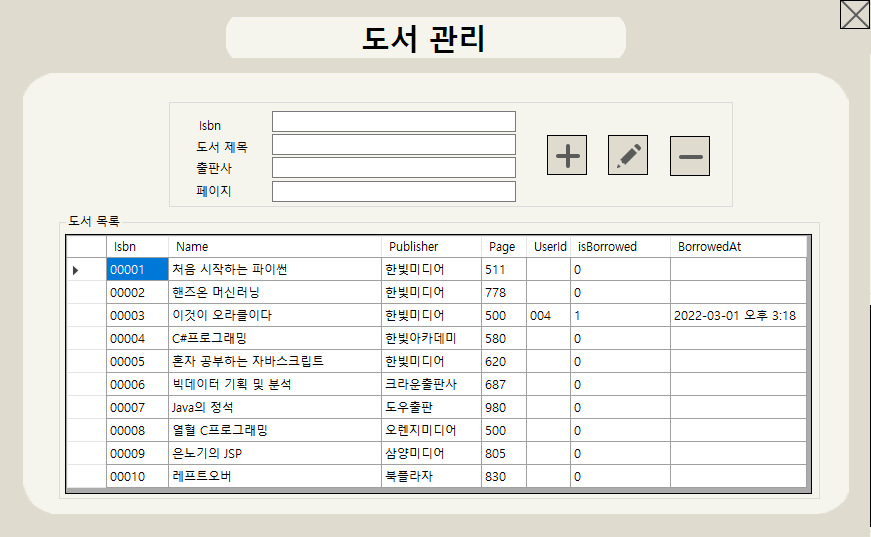 도서 관리
Isbn
도서 제목
출판사
페이지
도서 목록
Isbn Name Publisher Page UserId isBorrowed BorrowedAt
00001 처음 시작하는 파이썬 한빛미디어 511 0
00002 핸즈온 머신러닝 한빛미디어 778 0
00003 이것이 오라클이다 한빛미디어 500 004 1 2022-03-01 오후 3:18
00004 C#프로그래밍 한빛아카데미 580 0
00005 혼자 공부하는 자바스크립트 한빛미디어 620 0
00006 빅데이터 기획 및 분석 크라운출판사 687 0
00007 Java의 정석 도우출판 980 0
00008 열혈 C프로그래밍 오렌지미디어 500 0
00009 은노기의 JSP 삼양미디어 805 0
00010 레프트오버 북플라자 830 0